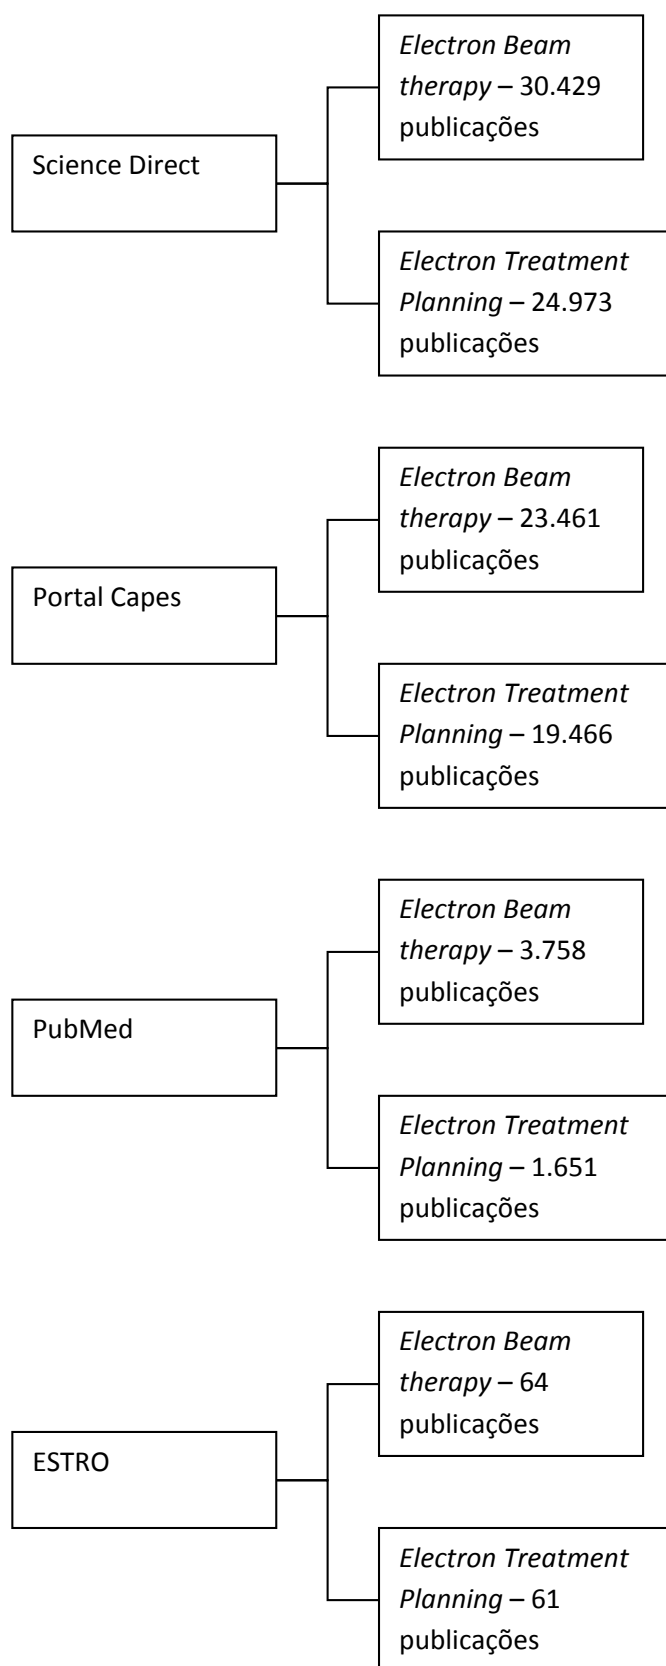 Science Direct
Electron Beam
therapy – 30.429
publicações
Electron Treatment
Planning – 24.973
publicações
Portal Capes
Electron Beam
therapy – 23.461
publicações
Electron Treatment
Planning – 19.466
publicações
PubMed
Electron Beam
therapy – 3.758
publicações
Electron Treatment
Planning – 1.651
publicações
ESTRO
Electron Beam
therapy – 64
publicações
Electron Treatment
Planning – 61
publicações